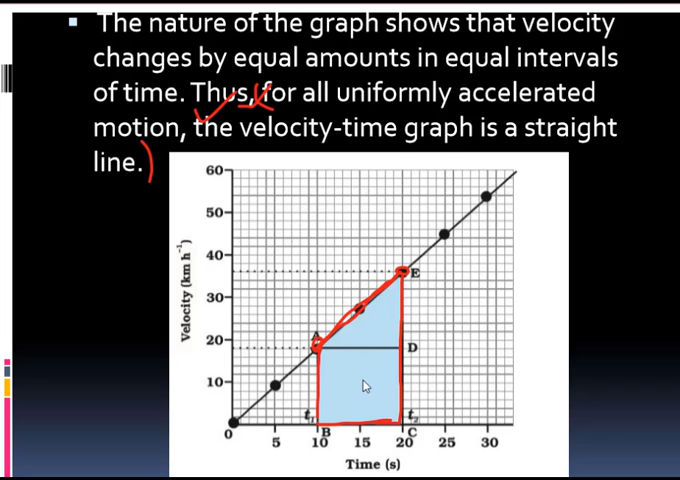 The nature of the graph shows that velocity
changes by equal amounts in equal intervals
of time. Thus, for all uniformly accelerated
motion, the velocity-time graph is a straight
line.
60
50
40
30
20
10
0
Velocity (km h⁻¹)
A
E
D
t₁
t₂
B
C
5
10
15
20
25
30
Time (s)